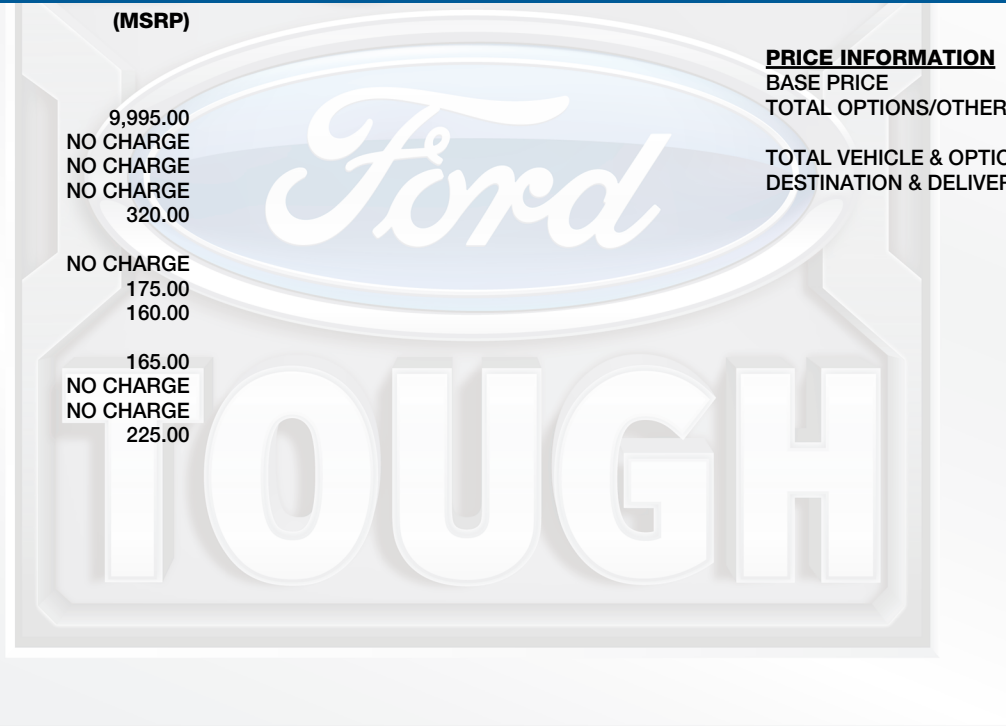 (MSRP)
9,995.00
NO CHARGE
NO CHARGE
NO CHARGE
320.00
NO CHARGE
175.00
160.00
165.00
NO CHARGE
NO CHARGE
225.00
PRICE INFORMATION
BASE PRICE
TOTAL OPTIONS/OTHER
TOTAL VEHICLE & OPTIO
DESTINATION & DELIVER
Ford
TOUGH